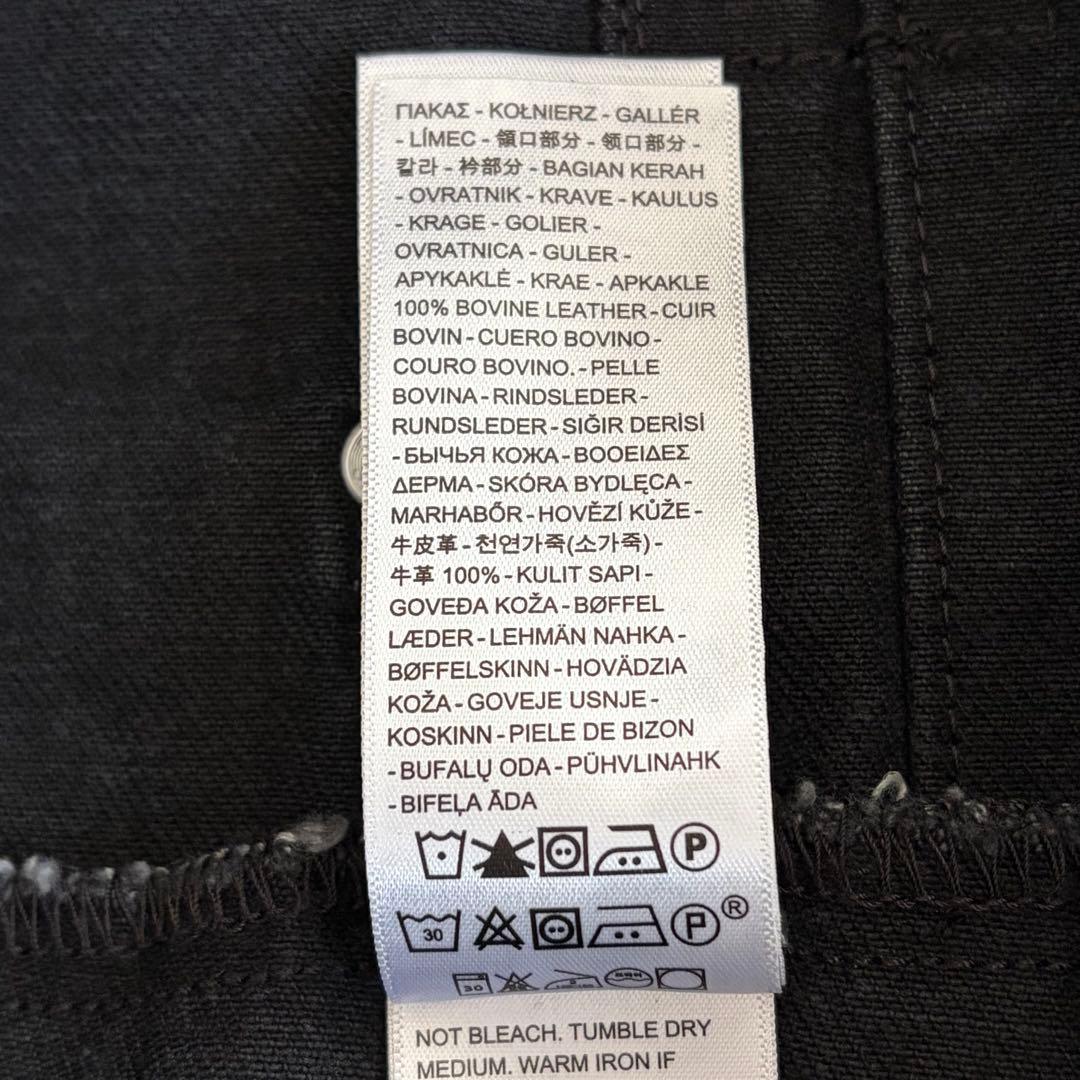 ГIАКАΣ - KOŁNIERZ - GALLÉR
- LÍMEC - 領口部分 - 领口部分 -
칼라 - 衿部分 - BAGIAN KERAH
- OVRATNIK - KRAVE - KAULUS
- KRAGE - GOLIER -
OVRATNICA - GULER -
APYKAKLĖ - KRAE - APKAKLE
100% BOVINE LEATHER - CUIR
BOVIN - CUERO BOVINO -
COURO BOVINO. - PELLE
BOVINA - RINDSLEDER -
RUNDSLEDER - SIĞIR DERİSİ
- БЫЧЬЯ КОЖА - ΒΟΟΕΙΔΕΣ
ΔΕΡΜΑ - SKÓRA BYDLĘCA -
MARHABŐR - HOVĚZÍ KŮŽE -
牛皮革 - 천연가죽(소가죽) -
牛革 100% - KULIT SAPI -
GOVEĐA KOŽA - BØFFEL
LÆDER - LEHMÄN NAHKA -
BØFFELSKINN - HOVÄDZIA
KOŽA - GOVEJE USNJE -
KOSKINN - PIELE DE BIZON
- BUFALŲ ODA - PÜHVLINAHK
- BIFEĻA ĀDA
P
30 P ®
30
NOT BLEACH. TUMBLE DRY
MEDIUM. WARM IRON IF